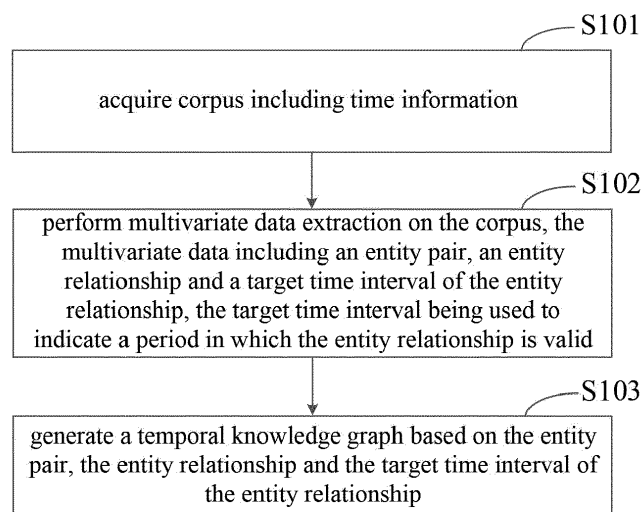 S101
acquire corpus including time information
S102
perform multivariate data extraction on the corpus, the
multivariate data including an entity pair, an entity
relationship and a target time interval of the entity
relationship, the target time interval being used to
indicate a period in which the entity relationship is valid
S103
generate a temporal knowledge graph based on the entity
pair, the entity relationship and the target time interval of
the entity relationship